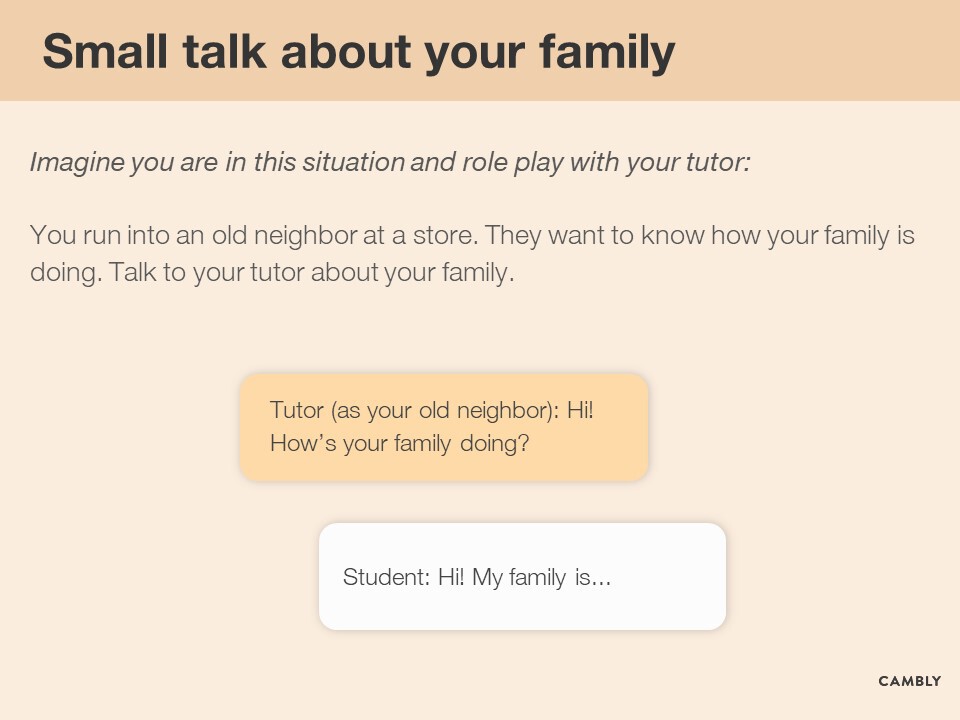 Small talk about your family
Imagine you are in this situation and role play with your tutor:
You run into an old neighbor at a store. They want to know how your family is
doing. Talk to your tutor about your family.
Tutor (as your old neighbor): Hi!
How’s your family doing?
Student: Hi! My family is...
CAMBLY